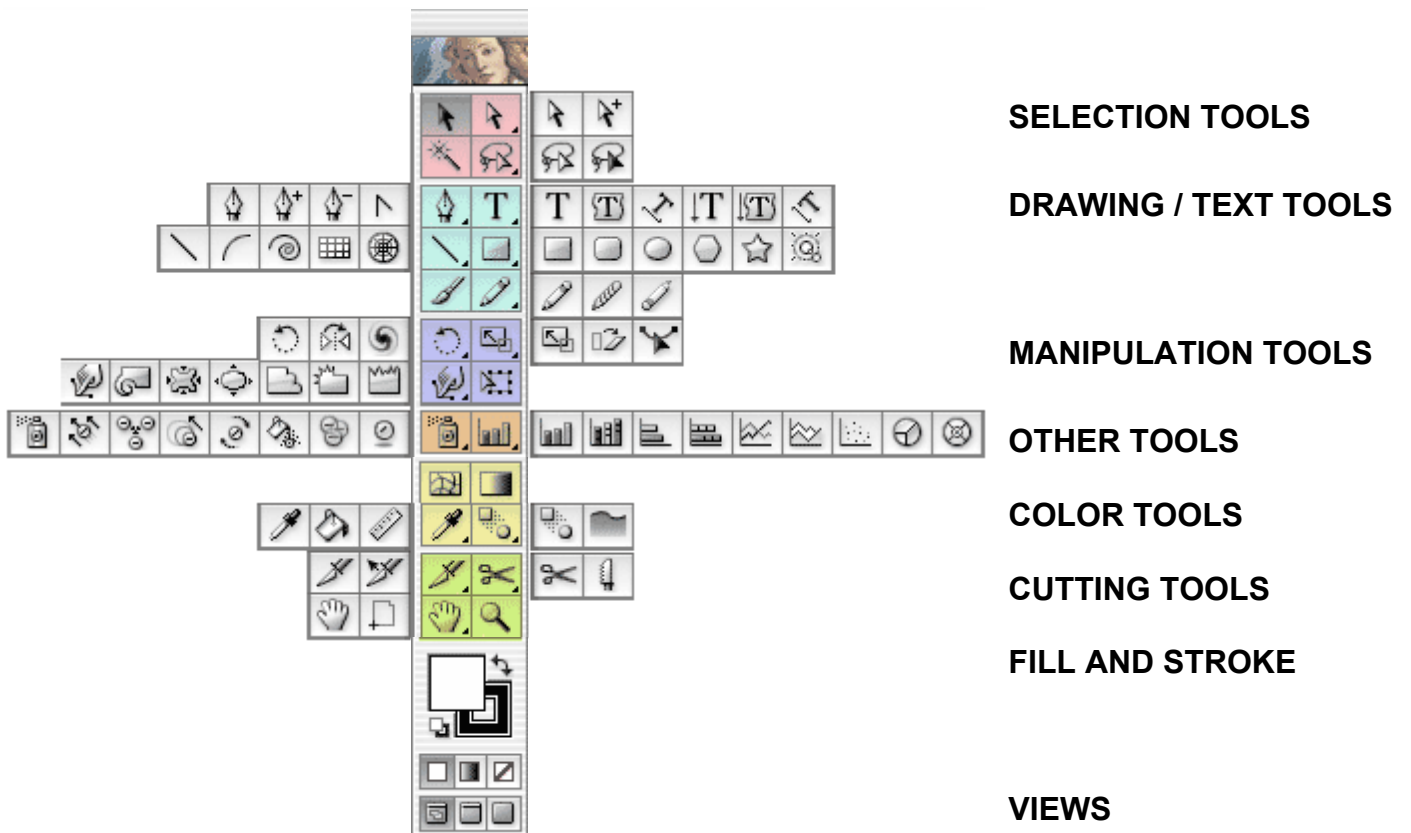 SELECTION TOOLS
DRAWING / TEXT TOOLS
MANIPULATION TOOLS
OTHER TOOLS
COLOR TOOLS
CUTTING TOOLS
FILL AND STROKE
VIEWS